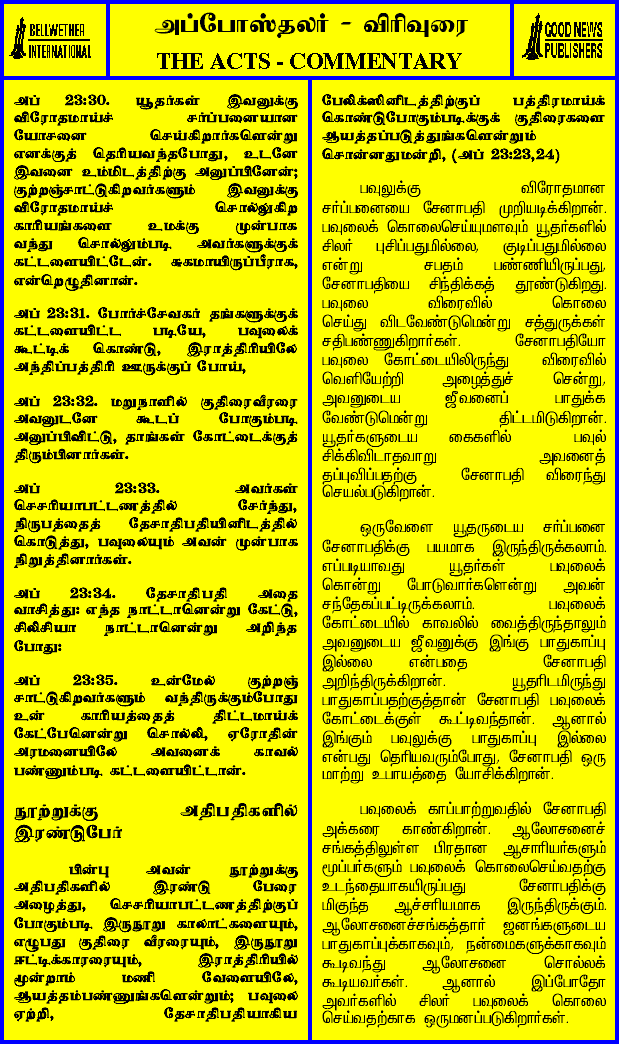 BELLWETHER
INTERNATIONAL
அப்போஸ்தலர் - விரிவுரை
THE ACTS - COMMENTARY
GOOD NEWS
PUBLISHERS
அப் 23:30. யூதர்கள் இவனுக்கு
விரோதமாய்ச் சர்ப்பனையான
யோசனை செய்கிறார்களென்று
எனக்குத் தெரியவந்தபோது, உடனே
இவனை உம்மிடத்திற்கு அனுப்பினேன்;
குற்றஞ்சாட்டுகிறவர்களும் இவனுக்கு
விரோதமாய்ச் சொல்லுகிற
காரியங்களை உமக்கு முன்பாக
வந்து சொல்லும்படி அவர்களுக்குக்
கட்டளையிட்டேன். சுகமாயிருப்பீராக,
என்றெழுதினான்.
அப் 23:31. போர்ச்சேவகர் தங்களுக்குக்
கட்டளையிட்ட படியே, பவுலைக்
கூட்டிக் கொண்டு, இராத்திரியிலே
அந்திப்பத்திரி ஊருக்குப் போய்,
அப் 23:32. மறுநாளில் குதிரைவீரரை
அவனுடனே கூடப் போகும்படி
அனுப்பிவிட்டு, தாங்கள் கோட்டைக்குத்
திரும்பினார்கள்.
அப் 23:33. அவர்கள்
செசரியாபட்டணத்தில் சேர்ந்து,
நிருபத்தைத் தேசாதிபதியினிடத்தில்
கொடுத்து, பவுலையும் அவன் முன்பாக
நிறுத்தினார்கள்.
அப் 23:34. தேசாதிபதி அதை
வாசித்து: எந்த நாட்டானென்று கேட்டு,
சிலிசியா நாட்டானென்று அறிந்த
போது:
அப் 23:35. உன்மேல் குற்றஞ்
சாட்டுகிறவர்களும் வந்திருக்கும்போது
உன் காரியத்தைத் திட்டமாய்க்
கேட்பேனென்று சொல்லி, ஏரோதின்
அரமனையிலே அவனைக் காவல்
பண்ணும்படி கட்டளையிட்டான்.
நூற்றுக்கு அதிபதிகளில்
இரண்டுபேர்
பின்பு அவன் நூற்றுக்கு
அதிபதிகளில் இரண்டு பேரை
அழைத்து, செசரியாபட்டணத்திற்குப்
போகும்படி இருநூறு காலாட்களையும்,
எழுபது குதிரை வீரரையும், இருநூறு
ஈட்டிக்காரரையும், இராத்திரியில்
மூன்றாம் மணி வேளையிலே,
ஆயத்தம்பண்ணுங்களென்றும்; பவுலை
ஏற்றி, தேசாதிபதியாகிய
பேலிக்ஸினிடத்திற்குப் பத்திரமாய்க்
கொண்டுபோகும்படிக்குக் குதிரைகளை
ஆயத்தப்படுத்துங்களென்றும்
சொன்னதுமன்றி, (அப் 23:23,24)
பவுலுக்கு விரோதமான
சர்ப்பனையை சேனாபதி முறியடிக்கிறான்.
பவுலைக் கொலைசெய்யுமளவும் யூதர்களில்
சிலர் புசிப்பதுமில்லை, குடிப்பதுமில்லை
என்று சபதம் பண்ணியிருப்பது,
சேனாபதியை சிந்திக்கத் தூண்டுகிறது.
பவுலை விரைவில் கொலை
செய்து விடவேண்டுமென்று சத்துருக்கள்
சதிபண்ணுகிறார்கள். சேனாபதியோ
பவுலை கோட்டையிலிருந்து விரைவில்
வெளியேற்றி அழைத்துச் சென்று,
அவனுடைய ஜீவனைப் பாதுக்க
வேண்டுமென்று திட்டமிடுகிறான்.
யூதர்களுடைய கைகளில் பவுல்
சிக்கிவிடாதவாறு அவனைத்
தப்புவிப்பதற்கு சேனாபதி விரைந்து
செயல்படுகிறான்.
ஒருவேளை யூதருடைய சர்ப்பனை
சேனாபதிக்கு பயமாக இருந்திருக்கலாம்.
எப்படியாவது யூதர்கள் பவுலைக்
கொன்று போடுவார்களென்று அவன்
சந்தேகப்பட்டிருக்கலாம். பவுலைக்
கோட்டையில் காவலில் வைத்திருந்தாலும்
அவனுடைய ஜீவனுக்கு இங்கு பாதுகாப்பு
இல்லை என்பதை சேனாபதி
அறிந்திருக்கிறான். யூதரிடமிருந்து
பாதுகாப்பதற்குத்தான் சேனாபதி பவுலைக்
கோட்டைக்குள் கூட்டிவந்தான். ஆனால்
இங்கும் பவுலுக்கு பாதுகாப்பு இல்லை
என்பது தெரியவரும்போது, சேனாபதி ஒரு
மாற்று உபாயத்தை யோசிக்கிறான்.
பவுலைக் காப்பாற்றுவதில் சேனாபதி
அக்கரை காண்கிறான். ஆலோசனைச்
சங்கத்திலுள்ள பிரதான ஆசாரியர்களும்
மூப்பர்களும் பவுலைக் கொலைசெய்வதற்கு
உடந்தையாகயிருப்பது சேனாபதிக்கு
மிகுந்த ஆச்சரியமாக இருந்திருக்கும்.
ஆலோசனைச்சங்கத்தார் ஜனங்களுடைய
பாதுகாப்புக்காகவும், நன்மைகளுக்காகவும்
கூடிவந்து ஆலோசனை சொல்லக்
கூடியவர்கள். ஆனால் இப்போதோ
அவர்களில் சிலர் பவுலைக் கொலை
செய்வதற்காக ஒருமனப்படுகிறார்கள்.